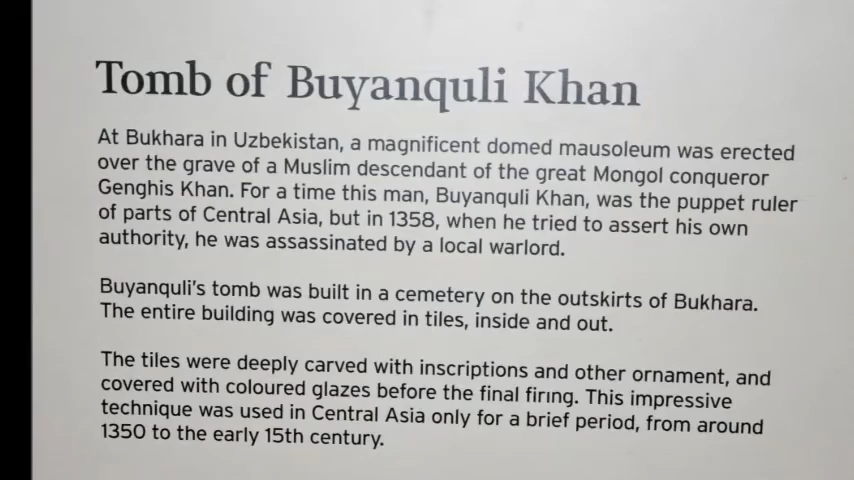 Tomb of Buyanquli Khan
At Bukhara in Uzbekistan, a magnificent domed mausoleum was erected
over the grave of a Muslim descendant of the great Mongol conqueror
Genghis Khan. For a time this man, Buyanquli Khan, was the puppet ruler
of parts of Central Asia, but in 1358, when he tried to assert his own
authority, he was assassinated by a local warlord.
Buyanquli's tomb was built in a cemetery on the outskirts of Bukhara.
The entire building was covered in tiles, inside and out.
The tiles were deeply carved with inscriptions and other ornament, and
covered with coloured glazes before the final firing. This impressive
technique was used in Central Asia only for a brief period, from around
1350 to the early 15th century.